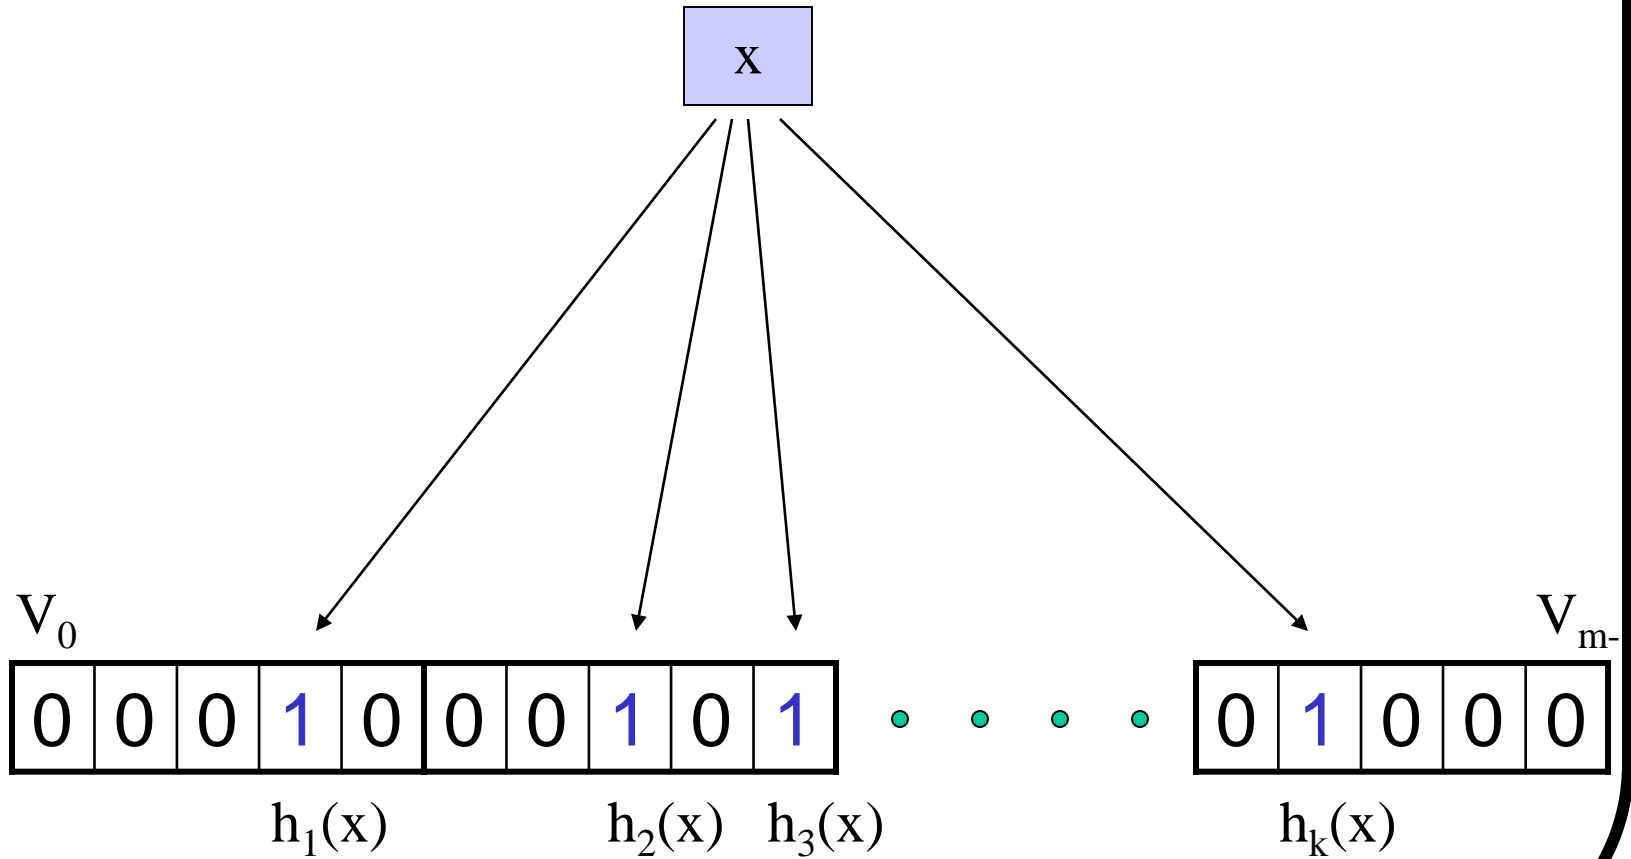 x
V₀ Vₘ₋
0 0 0 1 0 0 0 1 0 1 0 1 0 0 0
h₁(x) h₂(x) h₃(x) hₖ(x)